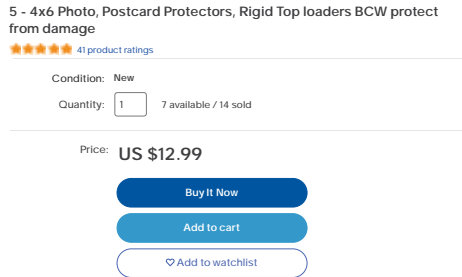 5 - 4x6 Photo, Postcard Protectors, Rigid Top loaders BCW protect
from damage
41 product ratings
Condition: New
Quantity: 1 7 available / 14 sold
Price: US $12.99
Buy It Now
Add to cart
♡ Add to watchlist